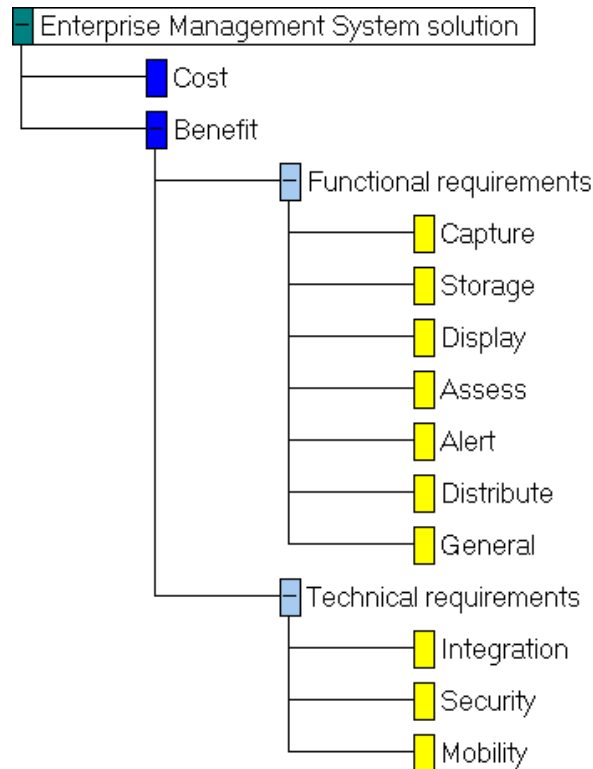 Enterprise Management System solution
Cost
Benefit
Functional requirements
Capture
Storage
Display
Assess
Alert
Distribute
General
Technical requirements
Integration
Security
Mobility